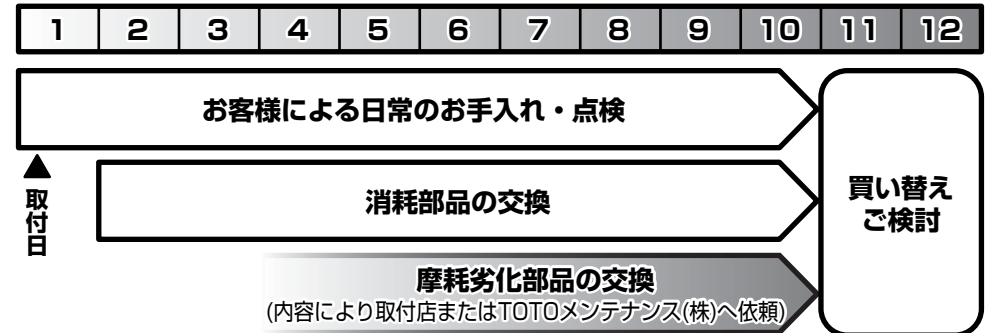 1 2 3 4 5 6 7 8 9 10 11 12
お客様による日常のお手入れ・点検
取付日
消耗部品の交換
買い替え
ご検討
摩耗劣化部品の交換
(内容により取付店またはTOTOメンテナンス(株)へ依頼)